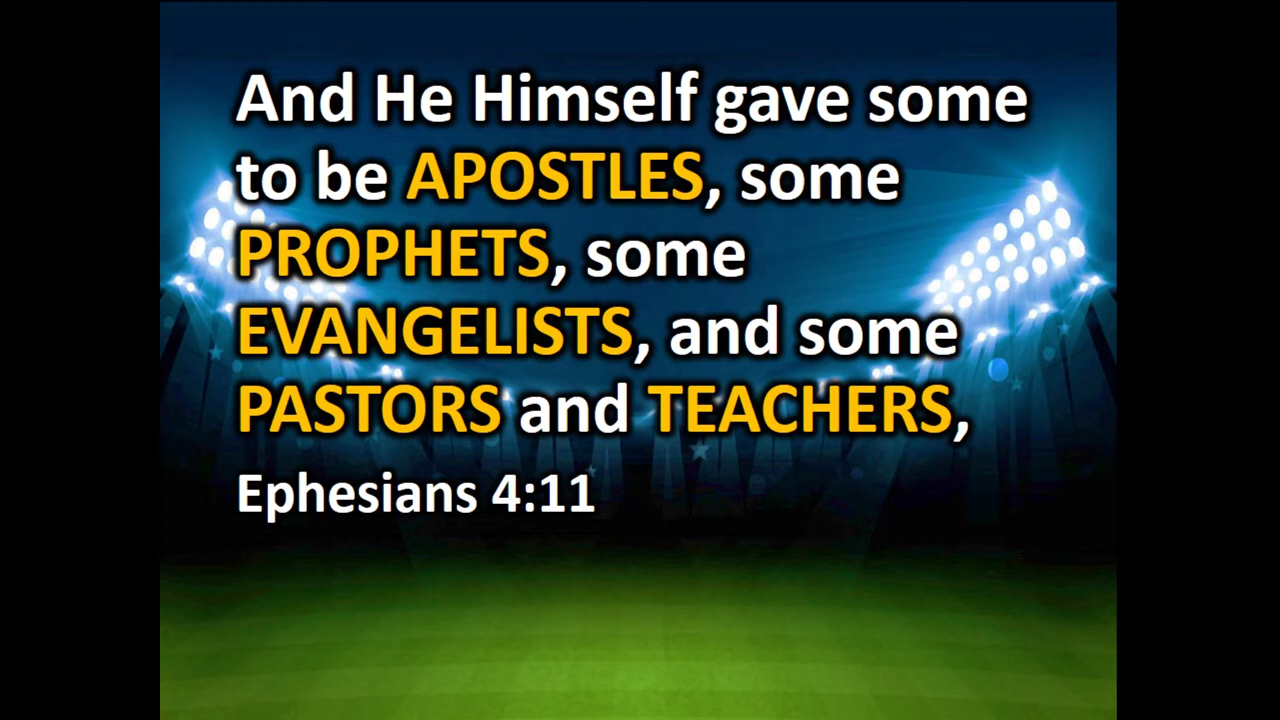 And He Himself gave some
to be APOSTLES, some
PROPHETS, some
EVANGELISTS, and some
PASTORS and TEACHERS,
Ephesians 4:11